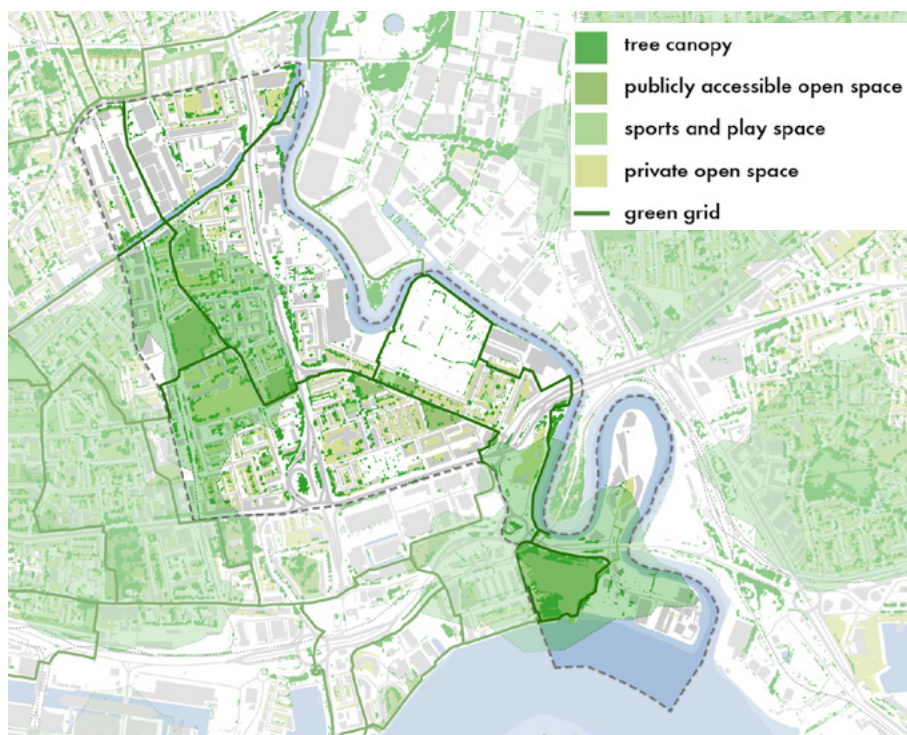 tree canopy
publicly accessible open space
sports and play space
private open space
green grid